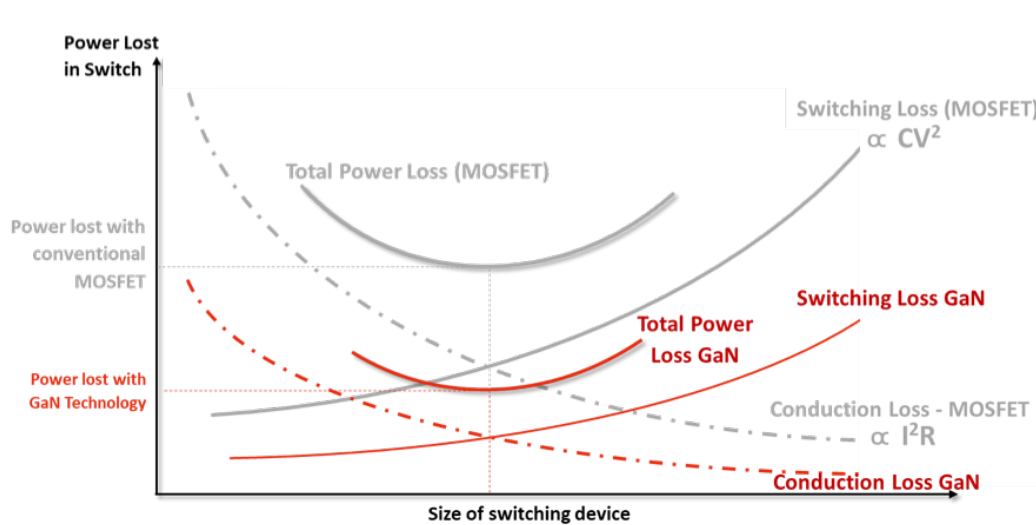 Power Lost
in Switch
Switching Loss (MOSFET)
∝ CV²
Total Power Loss (MOSFET)
Power lost with
conventional
MOSFET
Switching Loss GaN
Total Power
Loss GaN
Power lost with
GaN Technology
Conduction Loss - MOSFET
∝ I²R
Conduction Loss GaN
Size of switching device